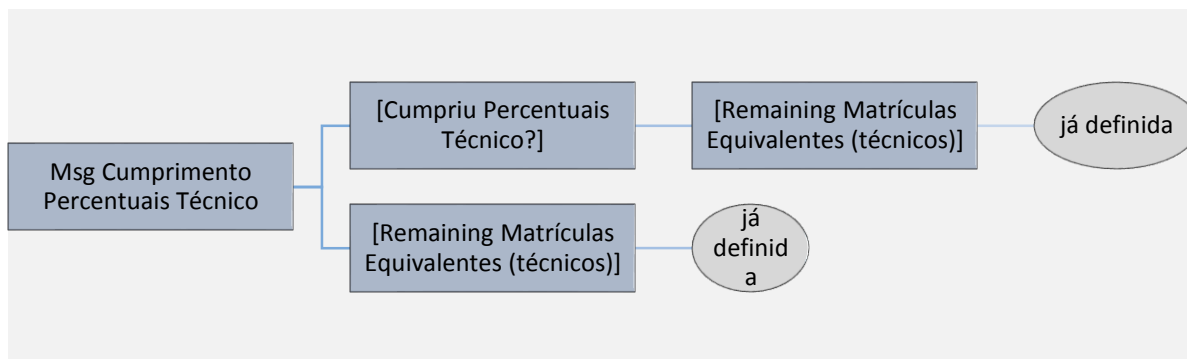 Msg Cumprimento
Percentuais Técnico
[Cumpriu Percentuais
Técnico?]
[Remaining Matrículas
Equivalentes (técnicos)]
já definida
[Remaining Matrículas
Equivalentes (técnicos)]
já
definid
a